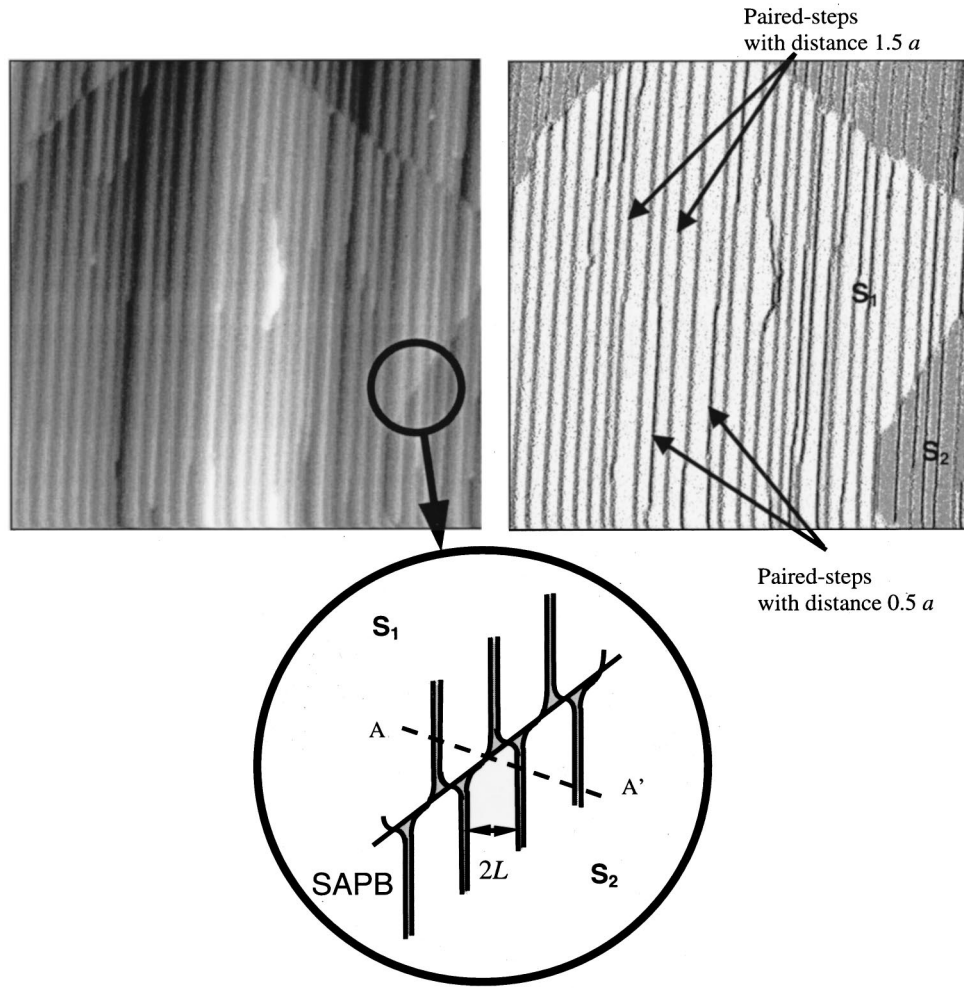 Paired-steps
with distance 1.5 a
S1
S2
Paired-steps
with distance 0.5 a
S1
A
A'
2L
SAPB
S2